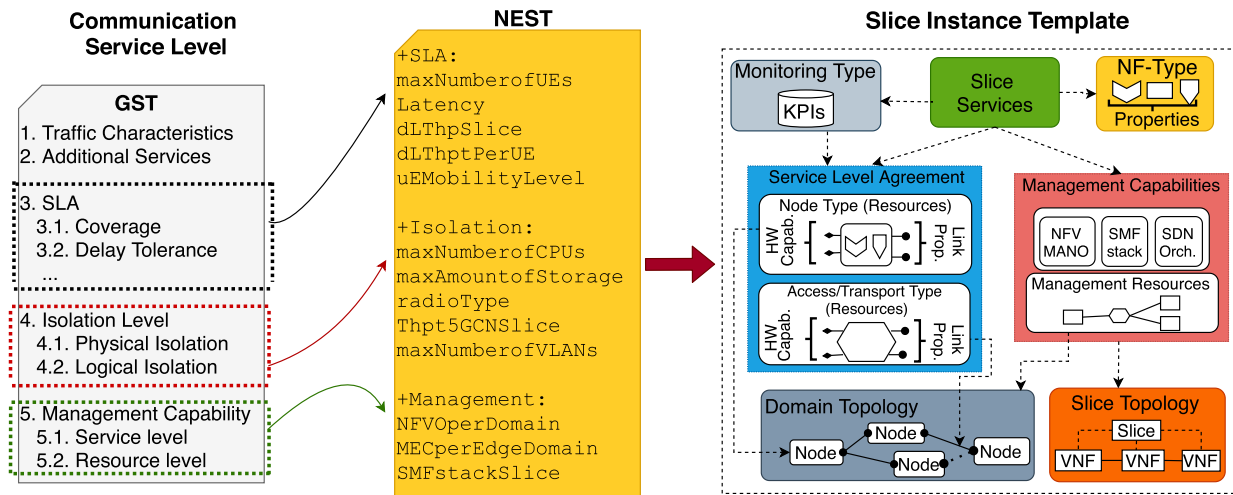 Communication
Service Level
GST
1. Traffic Characteristics
2. Additional Services
3. SLA
3.1. Coverage
3.2. Delay Tolerance
...
4. Isolation Level
4.1. Physical Isolation
4.2. Logical Isolation
5. Management Capability
5.1. Service level
5.2. Resource level
NEST
+SLA:
maxNumberofUEs
Latency
dLThpSlice
dLThptPerUE
uEMobilityLevel
+Isolation:
maxNumberofCPUs
maxAmountofStorage
radioType
Thpt5GCNSlice
maxNumberofVLANs
+Management:
NFVOperDomain
MECperEdgeDomain
SMFstackSlice
Slice Instance Template
Monitoring Type
KPIs
Slice
Services
NF-Type
Properties
Service Level Agreement
Node Type (Resources)
HW
Capab.
Link
Prop.
Access/Transport Type
(Resources)
HW
Capab.
Link
Prop.
Management Capabilities
NFV
MANO
SMF
stack
SDN
Orch.
Management Resources
Domain Topology
Node
Node
Node
Node
Slice Topology
Slice
VNF
VNF
VNF